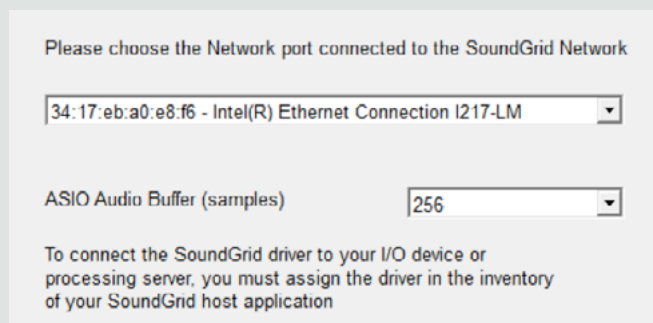 Please choose the Network port connected to the SoundGrid Network
34:17:eb:a0:e8:f6 - Intel(R) Ethernet Connection I217-LM
ASIO Audio Buffer (samples) 256
To connect the SoundGrid driver to your I/O device or
processing server, you must assign the driver in the inventory
of your SoundGrid host application